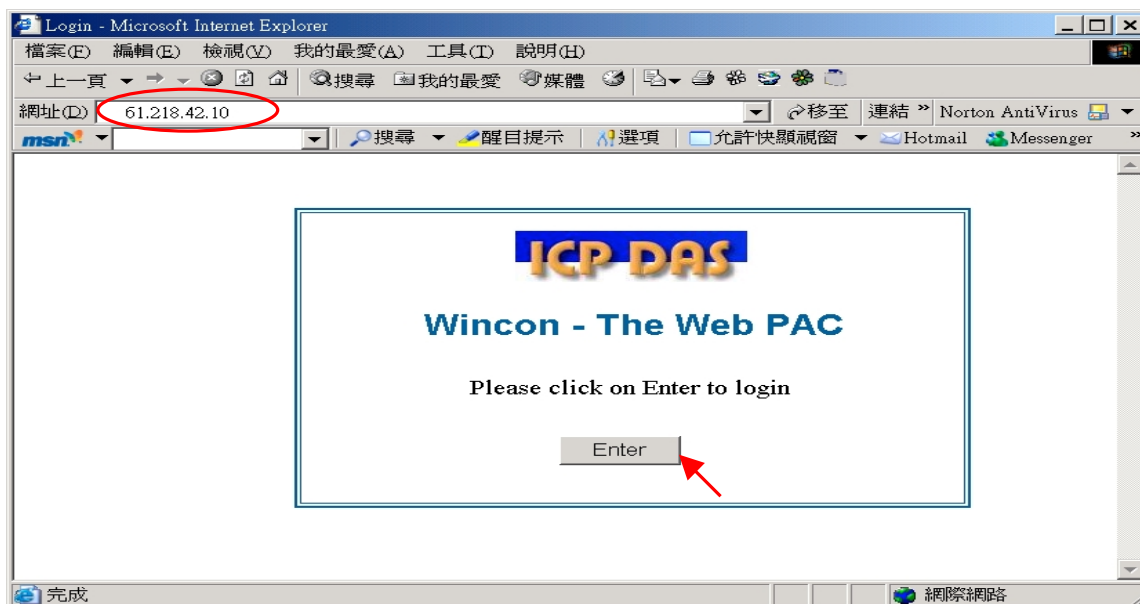 Login - Microsoft Internet Explorer
檔案(F) 編輯(E) 檢視(V) 我的最愛(A) 工具(T) 說明(H)
上一頁 搜尋 我的最愛 媒體
網址(D) 61.218.42.10 移至 連結 » Norton AntiVirus
msn 搜尋 醒目提示 選項 允許快顯視窗 Hotmail Messenger »
ICP DAS
Wincon - The Web PAC
Please click on Enter to login
Enter
完成 網際網路